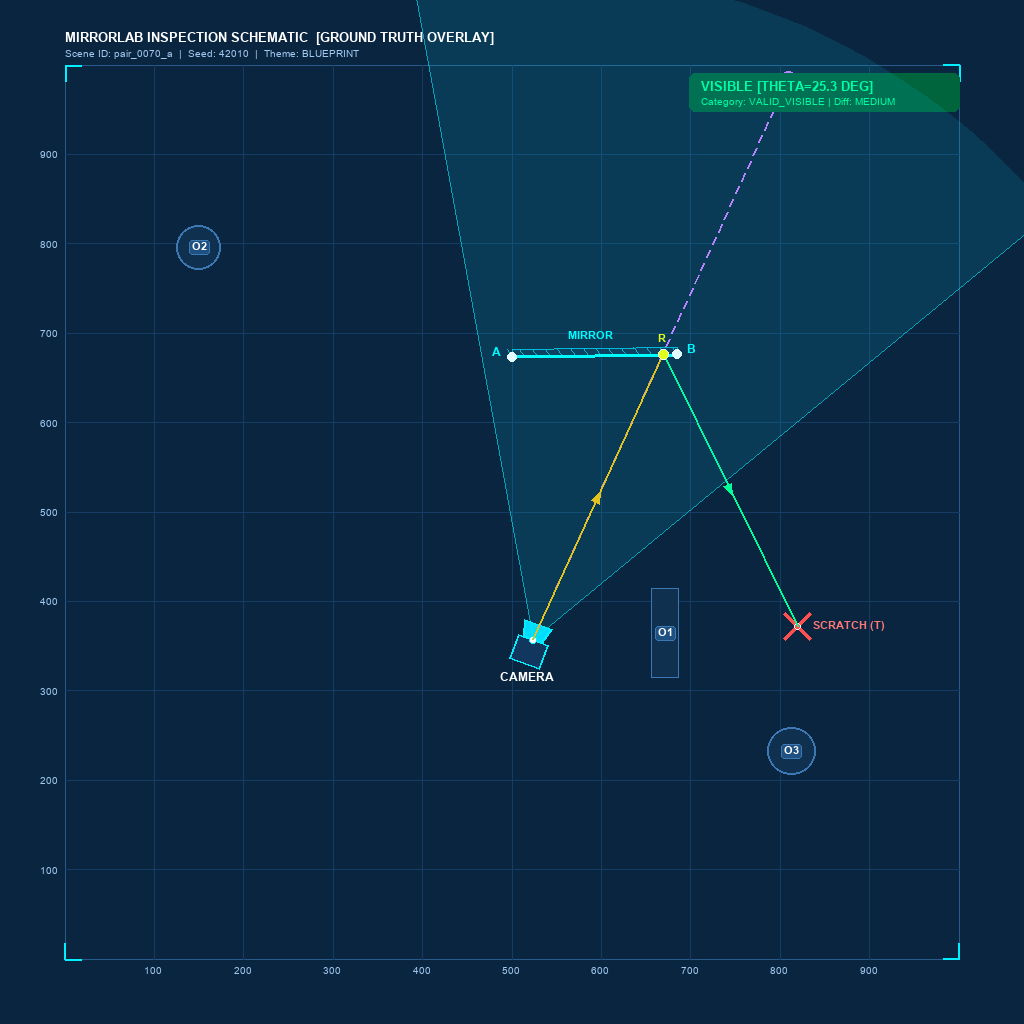 MIRRORLAB INSPECTION SCHEMATIC  [GROUND TRUTH OVERLAY]
Scene ID: pair_0070_a  |  Seed: 42010  |  Theme: BLUEPRINT
VISIBLE [THETA=25.3 DEG]
Category: VALID_VISIBLE | Diff: MEDIUM
900
O2
800
700
MIRROR
R
A
B
600
500
400
O1
SCRATCH (T)
CAMERA
300
O3
200
100
100 200 300 400 500 600 700 800 900